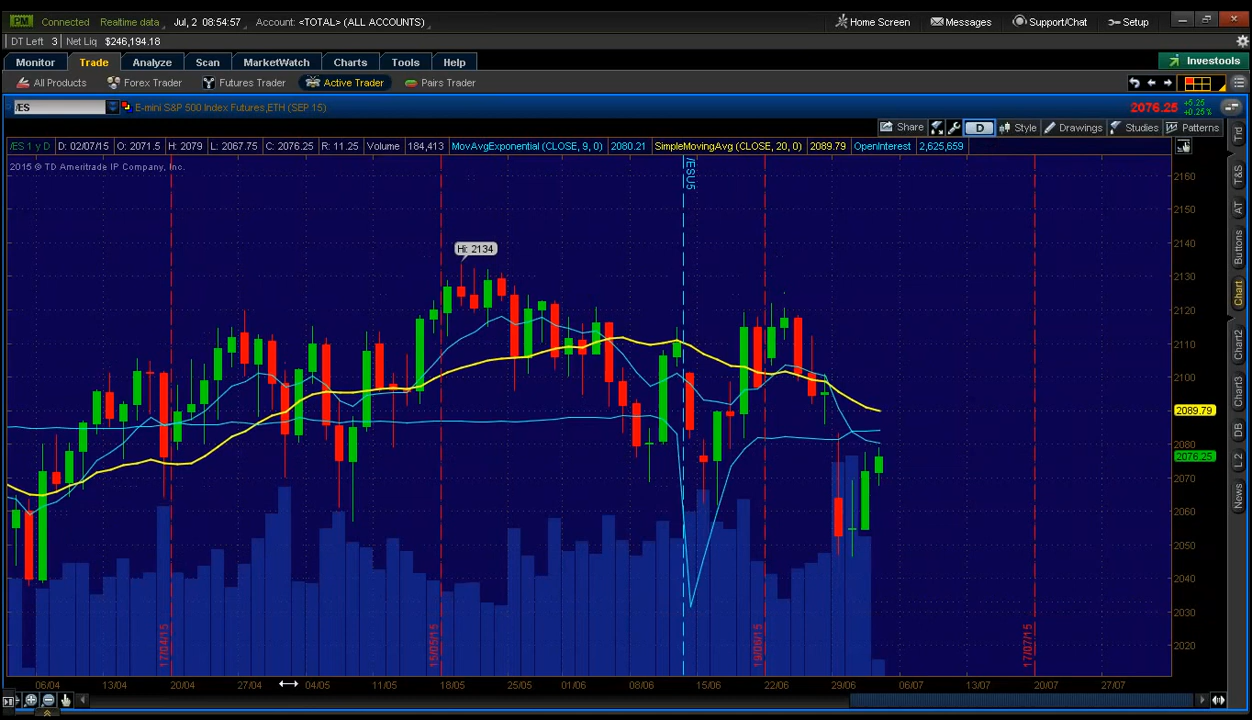 PM Connected Realtime data Jul, 2 08:54:57 Account: <TOTAL> (ALL ACCOUNTS) Home Screen Messages Support/Chat Setup
DT Left 3 Net Liq $246,194.18
Monitor Trade Analyze Scan MarketWatch Charts Tools Help Investools
All Products Forex Trader Futures Trader Active Trader Pairs Trader
/ES E-mini S&P 500 Index Futures,ETH (SEP 15) 2076.25 +5.25
+0.25%
Share D Style Drawings Studies Patterns
/ES 1 y D D: 02/07/15 O: 2071.5 H: 2079 L: 2067.75 C: 2076.25 R: 11.25 Volume 184,413 MovAvgExponential (CLOSE, 9, 0) 2080.21 SimpleMovingAvg (CLOSE, 20, 0) 2089.79 OpenInterest 2,625,659
2015 © TD Ameritrade IP Company, Inc.
/ESU5
Hi: 2134
2160
2150
2140
2130
2120
2110
2100
2089.79
2080
2076.25
2070
2060
2050
2040
2030
2020
17/04/15
15/05/15
19/06/15
17/07/15
06/04 13/04 20/04 27/04 04/05 11/05 18/05 25/05 01/06 08/06 15/06 22/06 29/06 06/07 13/07 20/07 27/07
Trd
T&S
AT
Buttons
Chart
Chart2
Chart3
DB
L 2
News